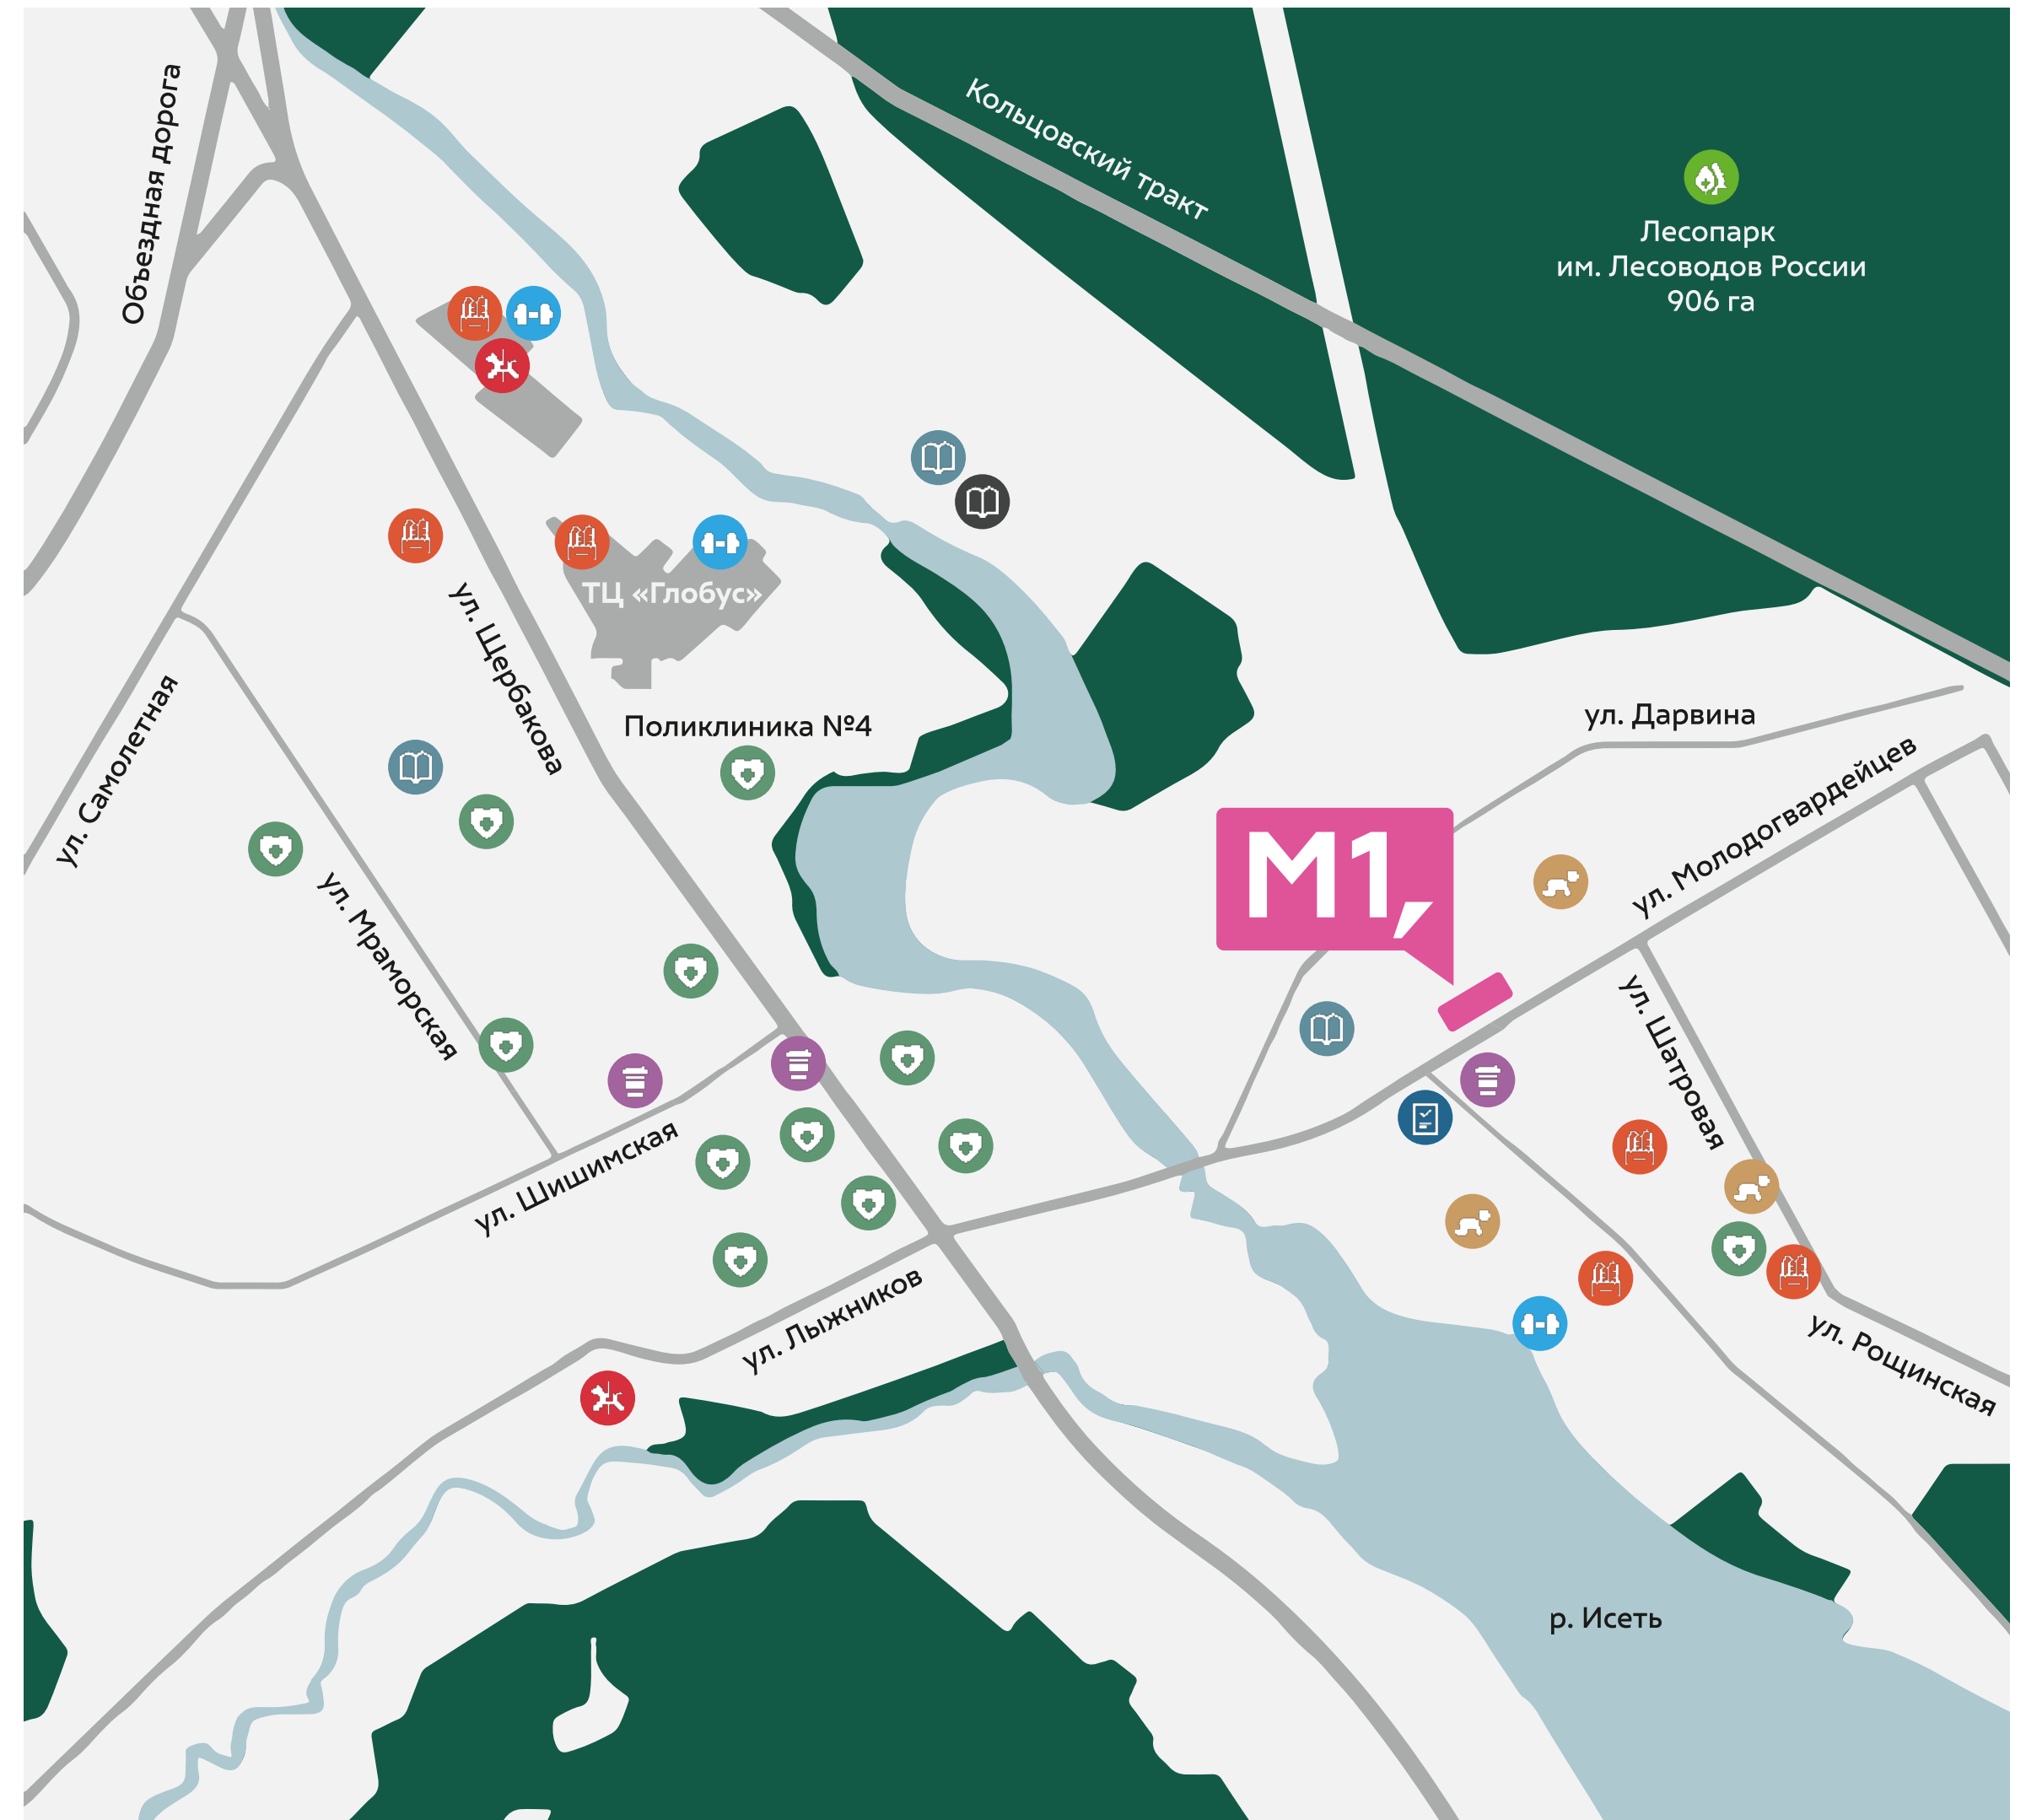 Объездная дорога
Кольцовский тракт
Лесопарк
им. Лесоводов России
906 га
ТЦ «Глобус»
ул. Щербакова
ул. Самолетная
Поликлиника №4
ул. Дарвина
ул. Молодогвардейцев
М1,
ул. Мраморская
ул. Шатровая
ул. Шишимская
ул. Лыжников
ул. Рощинская
р. Исеть